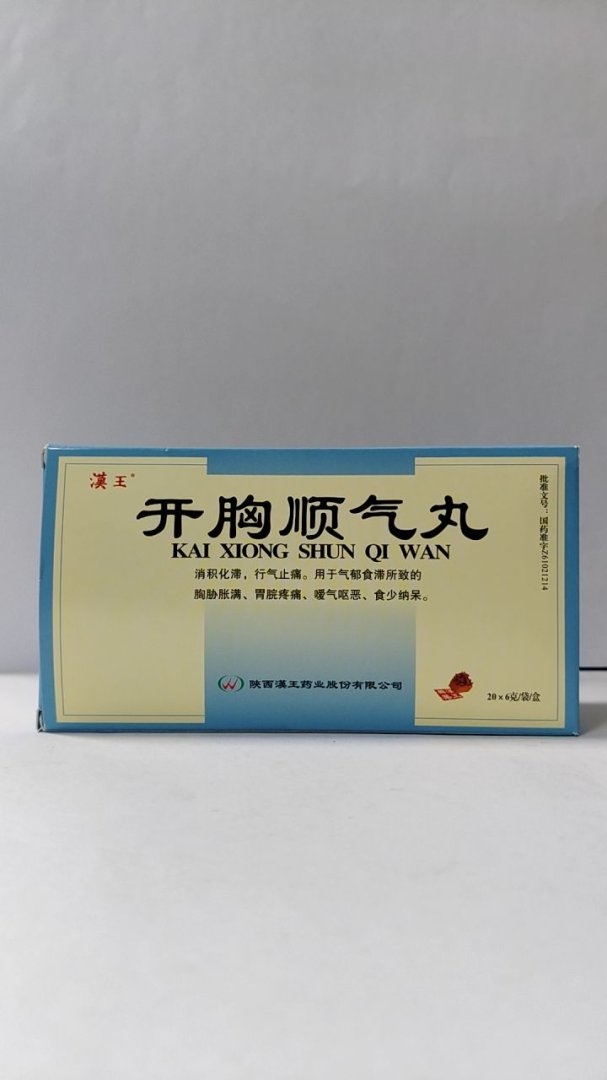 漢王®
开胸顺气丸
KAI XIONG SHUN QI WAN
消积化滞，行气止痛。用于气郁食滞所致的
胸胁胀满、胃脘疼痛、嗳气呕恶、食少纳呆。
陕西漢王药业股份有限公司
20×6克/袋/盒
批准文号：国药准字Z61021214